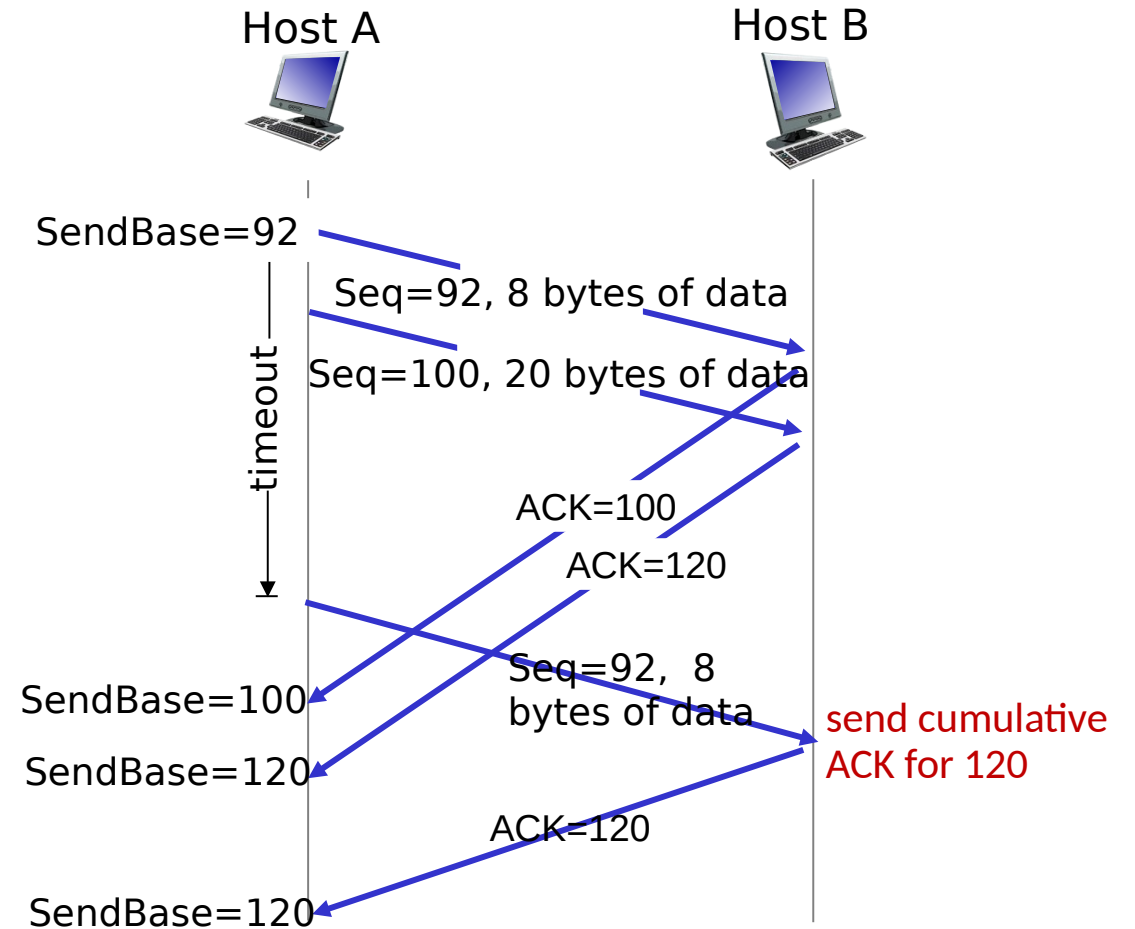 Host A
Host B
SendBase=92
Seq=92, 8 bytes of data
Seq=100, 20 bytes of data
timeout
ACK=100
ACK=120
Seq=92,  8
bytes of data
SendBase=100
send cumulative
ACK for 120
SendBase=120
ACK=120
SendBase=120